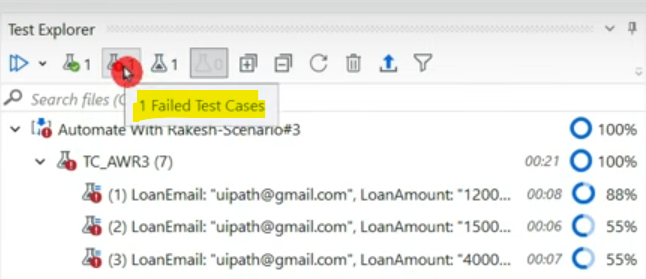 Test Explorer
1 1 1 0
Search files (C
1 Failed Test Cases
Automate With Rakesh-Scenario#3 100%
TC_AWR3 (7) 00:21 100%
(1) LoanEmail: "uipath@gmail.com", LoanAmount: "1200... 00:08 88%
(2) LoanEmail: "uipath@gmail.com", LoanAmount: "1500... 00:06 55%
(3) LoanEmail: "uipath@gmail.com", LoanAmount: "4000... 00:07 55%